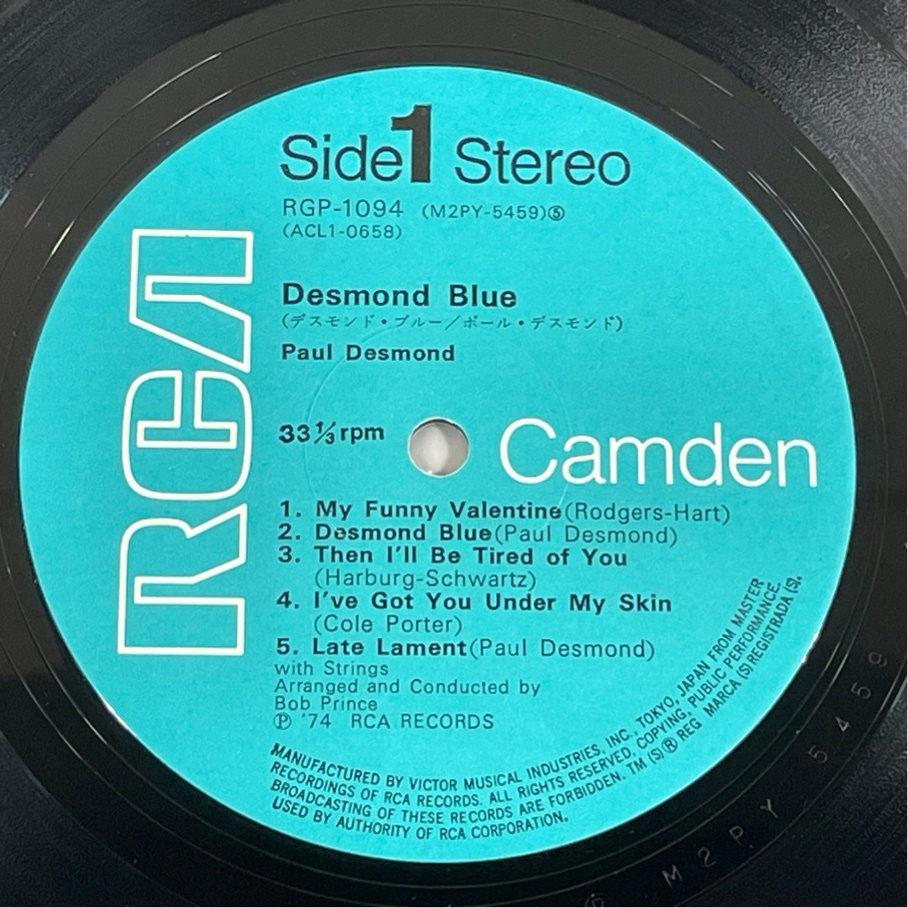 Side 1 Stereo
RGP-1094 (M2PY-5459)⑤
(ACL1-0658)
Desmond Blue
(デスモンド・ブルー/ポール・デスモンド)
Paul Desmond
33⅓rpm
RCA
Camden
1. My Funny Valentine(Rodgers-Hart)
2. Desmond Blue(Paul Desmond)
3. Then I'll Be Tired of You
(Harburg-Schwartz)
4. I've Got You Under My Skin
(Cole Porter)
5. Late Lament(Paul Desmond)
with Strings
Arranged and Conducted by
Bob Prince
℗ '74 RCA RECORDS
MANUFACTURED BY VICTOR MUSICAL INDUSTRIES, INC., TOKYO, JAPAN FROM MASTER
RECORDINGS OF RCA RECORDS. ALL RIGHTS RESERVED, COPYING, PUBLIC PERFORMANCE,
BROADCASTING OF THESE RECORDS ARE FORBIDDEN. TM (S) ® REG MARCA (S) REGISTRADA (S).
USED BY AUTHORITY OF RCA CORPORATION.
M2PY 5459